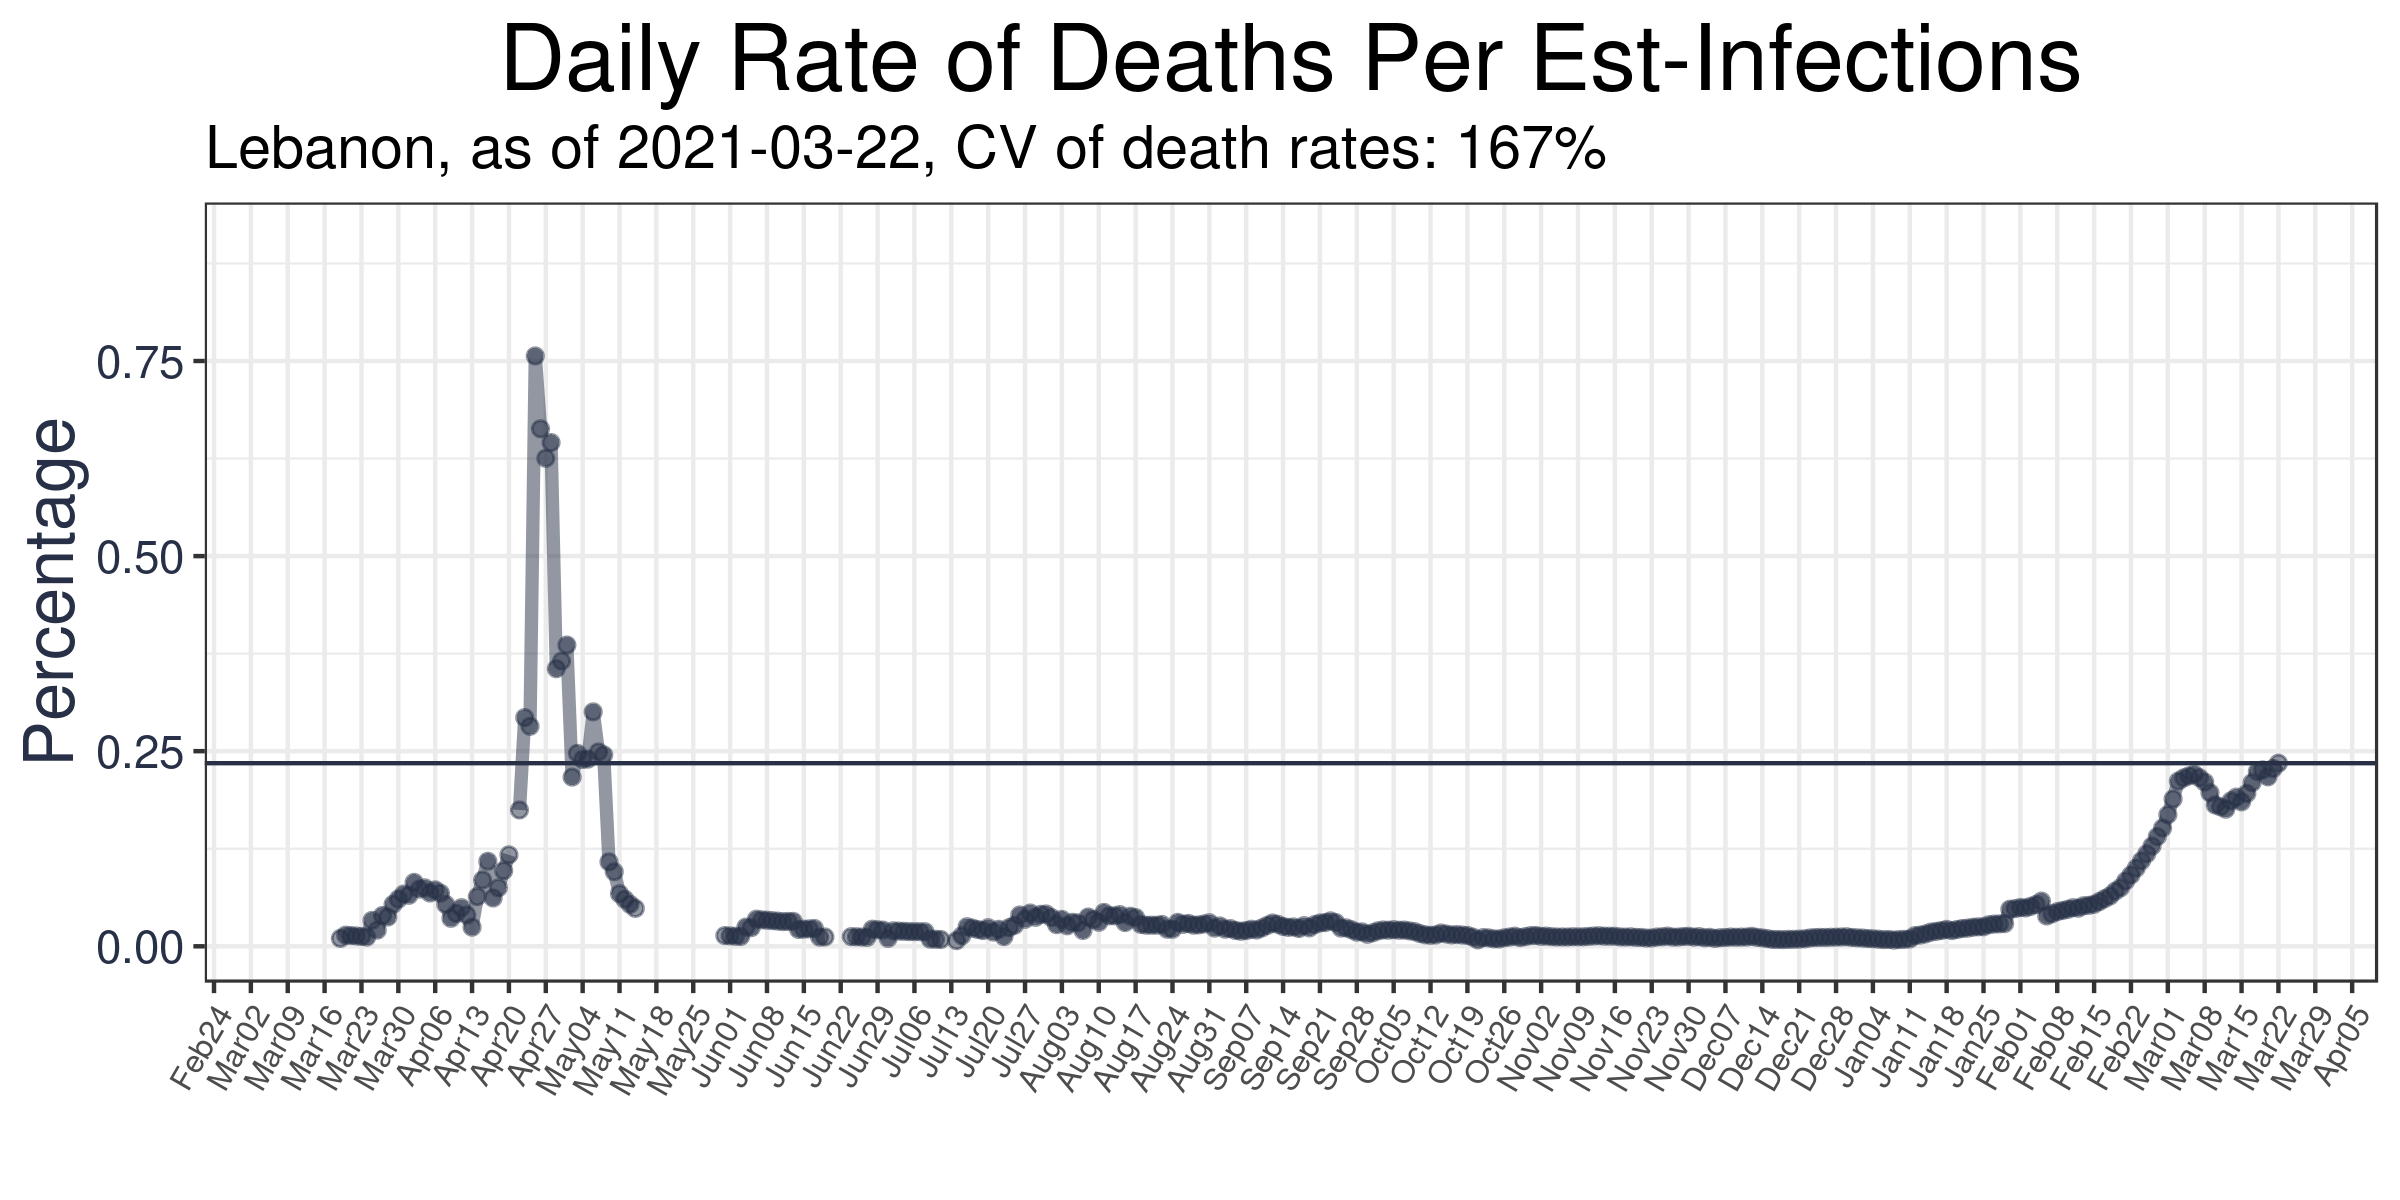 Daily Rate of Deaths Per Est-Infections
Lebanon, as of 2021-03-22, CV of death rates: 167%
Percentage
0.75
0.50
0.25
0.00
Feb24
Mar02
Mar09
Mar16
Mar23
Mar30
Apr06
Apr13
Apr20
Apr27
May04
May11
May18
May25
Jun01
Jun08
Jun15
Jun22
Jun29
Jul06
Jul13
Jul20
Jul27
Aug03
Aug10
Aug17
Aug24
Aug31
Sep07
Sep14
Sep21
Sep28
Oct05
Oct12
Oct19
Oct26
Nov02
Nov09
Nov16
Nov23
Nov30
Dec07
Dec14
Dec21
Dec28
Jan04
Jan11
Jan18
Jan25
Feb01
Feb08
Feb15
Feb22
Mar01
Mar08
Mar15
Mar22
Mar29
Apr05